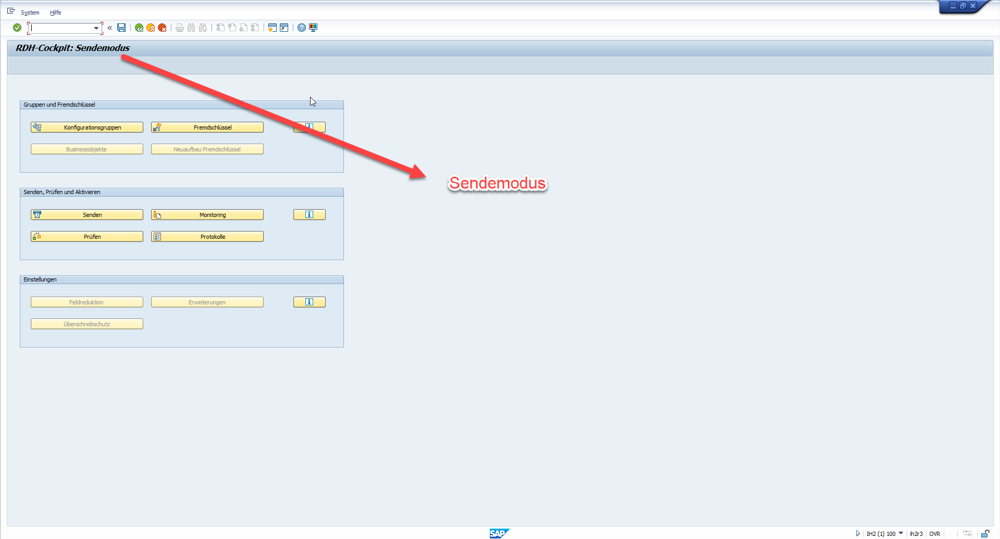 System Hilfe
RDH-Cockpit: Sendemodus
Gruppen und Fremdschlüssel
Konfigurationsgruppen Fremdschlüssel
Businessobjekte Neuaufbau Fremdschlüssel
Sendemodus
Senden, Prüfen und Aktivieren
Senden Monitoring
Prüfen Protokolle
Einstellungen
Feldreduktion Erweiterungen
Überschreibschutz
SAP IH2 (1) 100 ih2r3 OVR